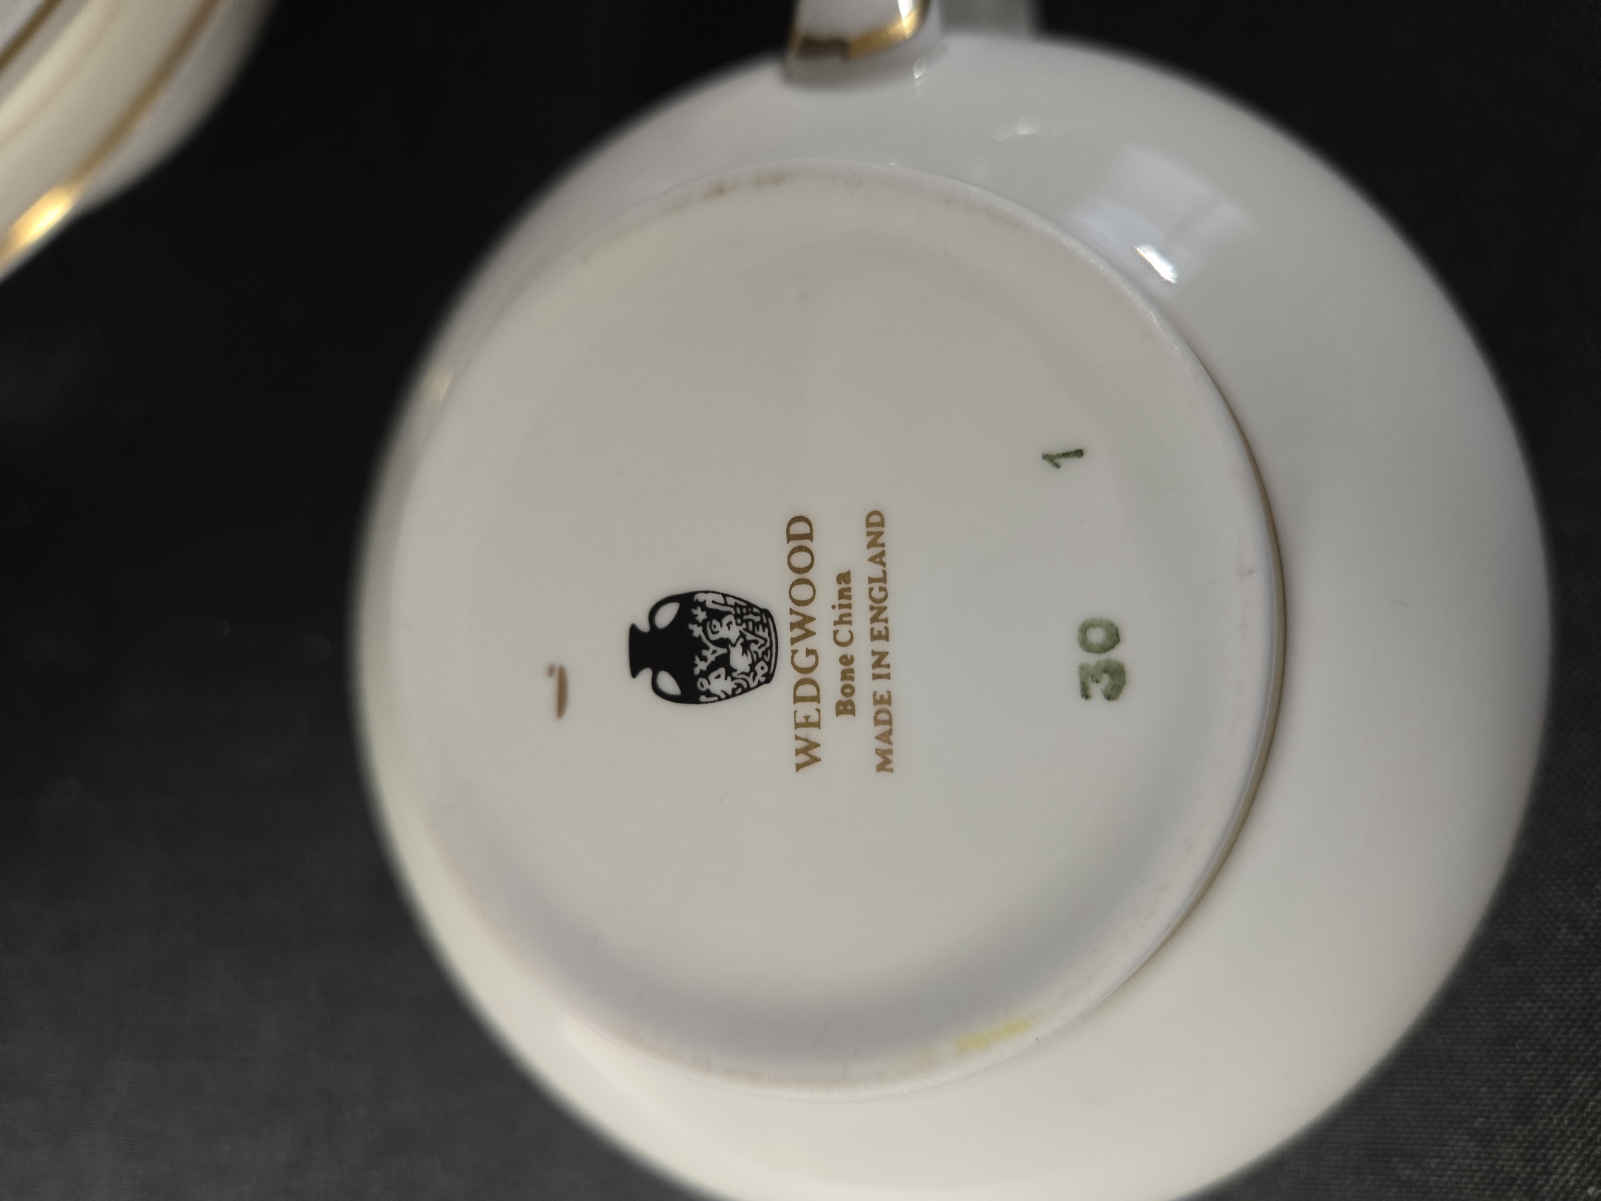 WEDGWOOD
Bone China
MADE IN ENGLAND
1
30